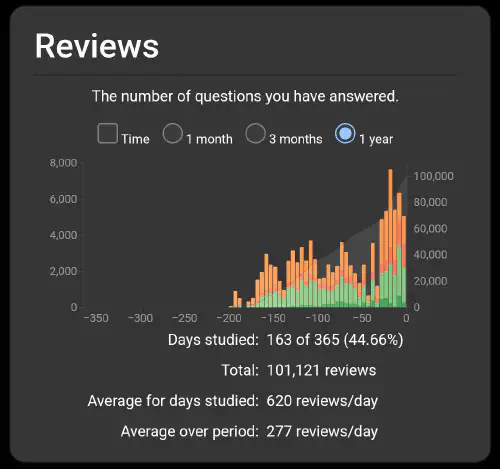 Reviews
The number of questions you have answered.
Time 1 month 3 months 1 year
8,000
6,000
4,000
2,000
0
100,000
80,000
60,000
40,000
20,000
0
−350 −300 −250 −200 −150 −100 −50 0
Days studied: 163 of 365 (44.66%)
Total: 101,121 reviews
Average for days studied: 620 reviews/day
Average over period: 277 reviews/day